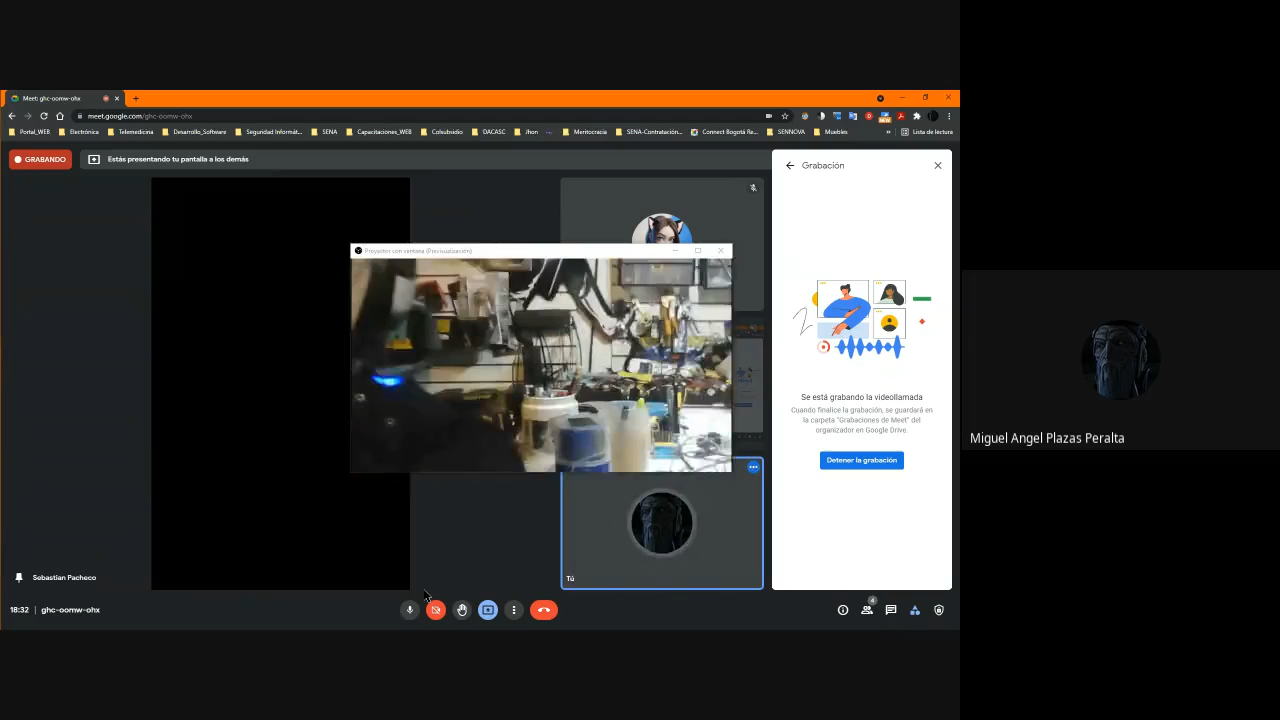 Meet: ghc-oomw-ohx
meet.google.com/ghc-oomw-ohx
Portal_WEB Electrónica Telemedicina Desarrollo_Software Seguridad Informát... SENA Capacitaciones_WEB Colsubsidio DACASC Jhon Meritocracia SENA-Contratación... Connect Bogotá Re... SENNOVA Muebles » Lista de lectura
GRABANDO
Estás presentando tu pantalla a los demás
Grabación
Proyector con ventana (Previsualización)
Se está grabando la videollamada
Cuando finalice la grabación, se guardará en
la carpeta "Grabaciones de Meet" del
organizador en Google Drive.
Detener la grabación
Miguel Angel Plazas Peralta
Sebastian Pacheco
Tú
18:32 | ghc-oomw-ohx
4